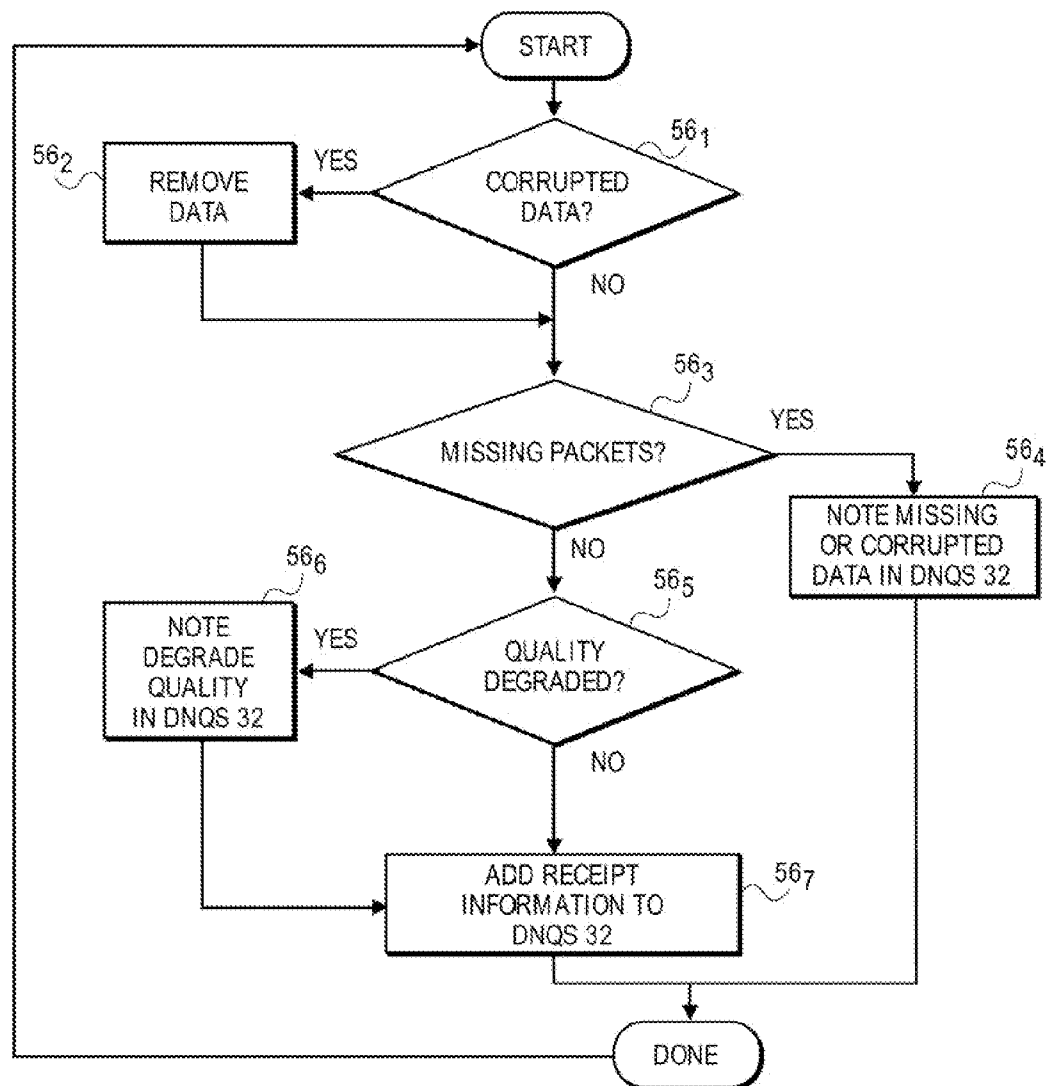 START
56₁
CORRUPTED
DATA?
YES
56₂
REMOVE
DATA
NO
56₃
MISSING PACKETS?
YES
56₄
NOTE MISSING
OR CORRUPTED
DATA IN DNQS 32
NO
56₅
QUALITY
DEGRADED?
YES
56₆
NOTE
DEGRADE
QUALITY
IN DNQS 32
NO
ADD RECEIPT
INFORMATION TO
DNQS 32
56₇
DONE